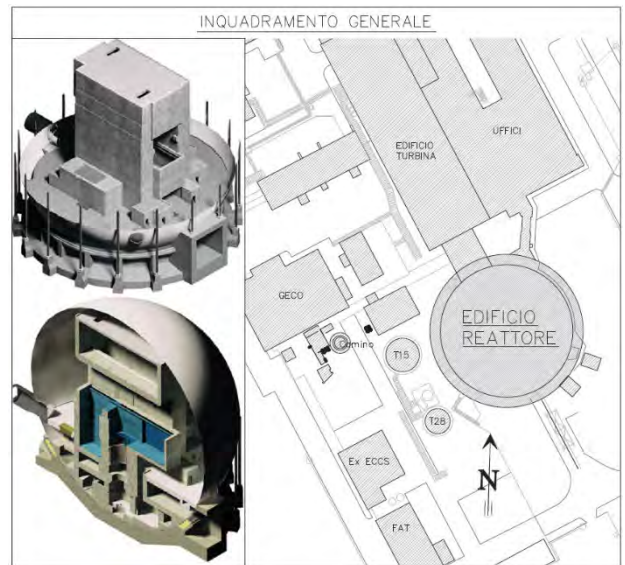 INQUADRAMENTO GENERALE
UFFICI
EDIFICIO
TURBINA
GECO
EDIFICIO
REATTORE
Camino
T15
T28
N
Ex ECCS
FAT